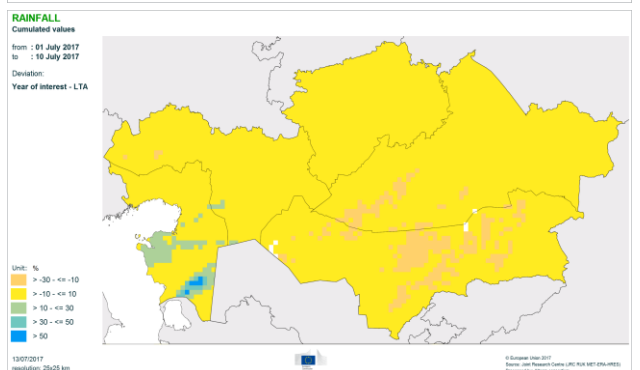 RAINFALL
Cumulated values
from : 01 July 2017
to : 10 July 2017
Deviation:
Year of interest - LTA
Unit: %
> -30 - <= -10
> -10 - <= 10
> 10 - <= 30
> 30 - <= 50
> 50
13/07/2017
resolution: 25x25 km
© European Union 2017
Source: Joint Research Centre